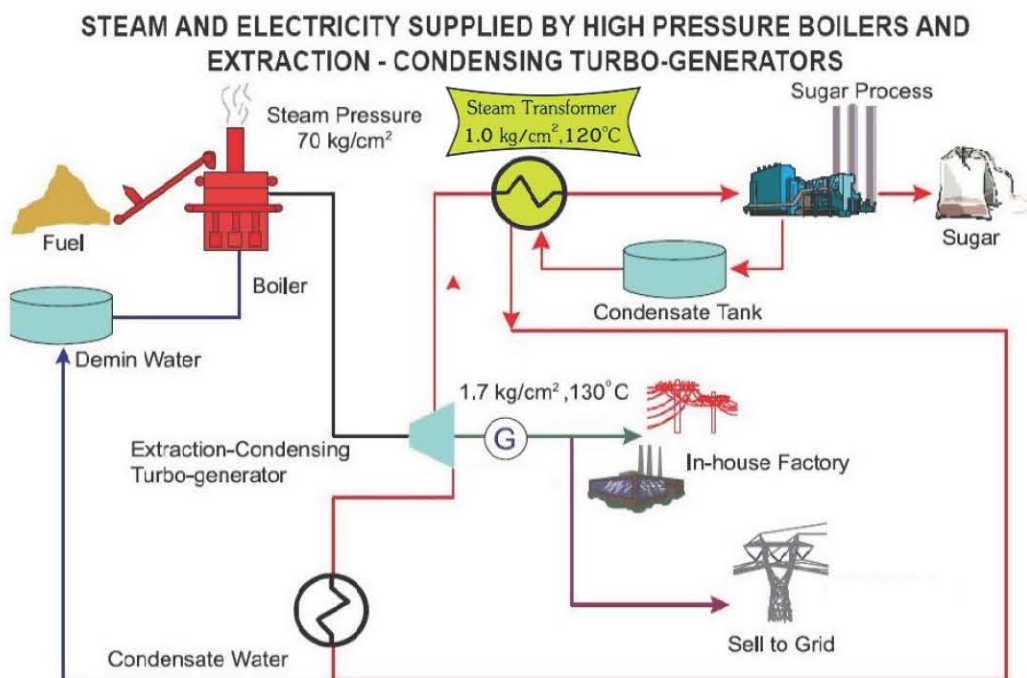 STEAM AND ELECTRICITY SUPPLIED BY HIGH PRESSURE BOILERS AND
EXTRACTION - CONDENSING TURBO-GENERATORS
Steam Pressure
70 kg/cm²
Steam Transformer
1.0 kg/cm²,120°C
Sugar Process
Fuel
Boiler
Sugar
Condensate Tank
Demin Water
1.7 kg/cm² ,130°C
G
Extraction-Condensing
Turbo-generator
In-house Factory
Sell to Grid
Condensate Water